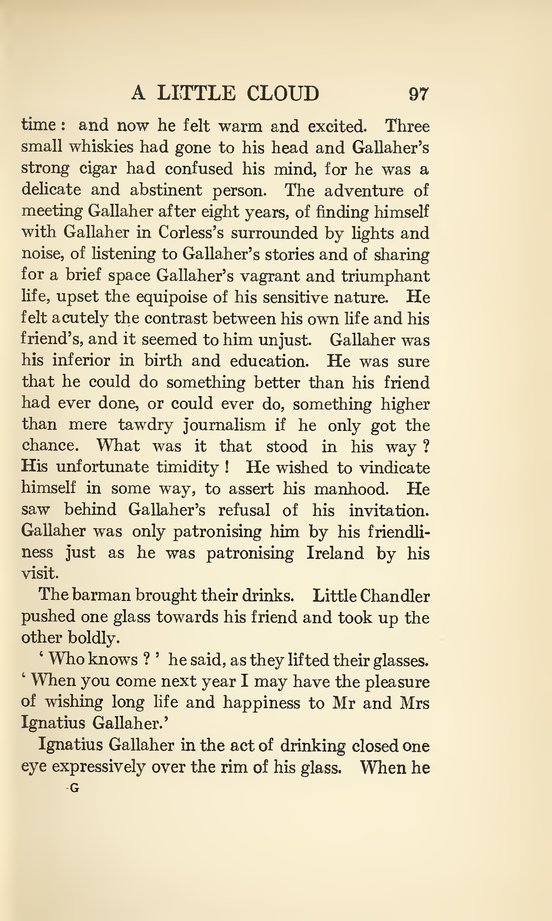 A LITTLE CLOUD 97
time : and now he felt warm and excited. Three
small whiskies had gone to his head and Gallaher's
strong cigar had confused his mind, for he was a
delicate and abstinent person. The adventure of
meeting Gallaher after eight years, of finding himself
with Gallaher in Corless's surrounded by lights and
noise, of listening to Gallaher's stories and of sharing
for a brief space Gallaher's vagrant and triumphant
life, upset the equipoise of his sensitive nature. He
felt acutely the contrast between his own life and his
friend's, and it seemed to him unjust. Gallaher was
his inferior in birth and education. He was sure
that he could do something better than his friend
had ever done, or could ever do, something higher
than mere tawdry journalism if he only got the
chance. What was it that stood in his way ?
His unfortunate timidity ! He wished to vindicate
himself in some way, to assert his manhood. He
saw behind Gallaher's refusal of his invitation.
Gallaher was only patronising him by his friendli-
ness just as he was patronising Ireland by his
visit.
The barman brought their drinks. Little Chandler
pushed one glass towards his friend and took up the
other boldly.
‘ Who knows ? ’ he said, as they lifted their glasses.
‘ When you come next year I may have the pleasure
of wishing long life and happiness to Mr and Mrs
Ignatius Gallaher.’
Ignatius Gallaher in the act of drinking closed one
eye expressively over the rim of his glass. When he
G